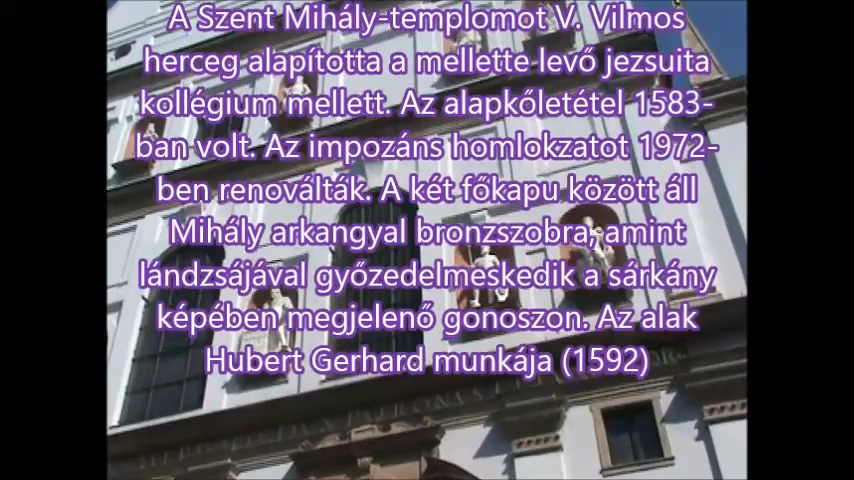 A Szent Mihály-templomot V. Vilmos
herceg alapította a mellette levő jezsuita
kollégium mellett. Az alapkőletétel 1583-
ban volt. Az impozáns homlokzatot 1972-
ben renoválták. A két főkapu között áll
Mihály arkangyal bronzszobra, amint
lándzsájával győzedelmeskedik a sárkány
képében megjelenő gonoszon. Az alak
Hubert Gerhard munkája (1592)